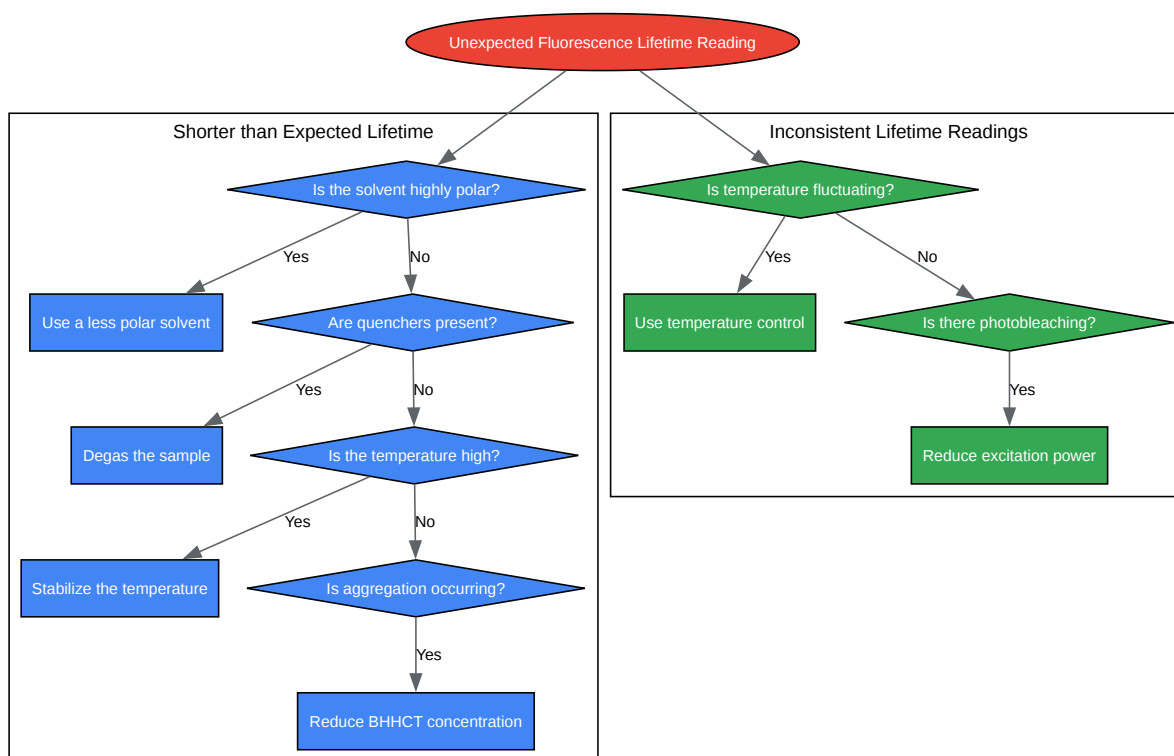 Unexpected Fluorescence Lifetime Reading
Shorter than Expected Lifetime
Inconsistent Lifetime Readings
Is the solvent highly polar?
Is temperature fluctuating?
Yes
No
Yes
No
Use a less polar solvent
Are quenchers present?
Use temperature control
Is there photobleaching?
Yes
No
Yes
Degas the sample
Is the temperature high?
Reduce excitation power
Yes
No
Stabilize the temperature
Is aggregation occurring?
Yes
Reduce BHHCT concentration